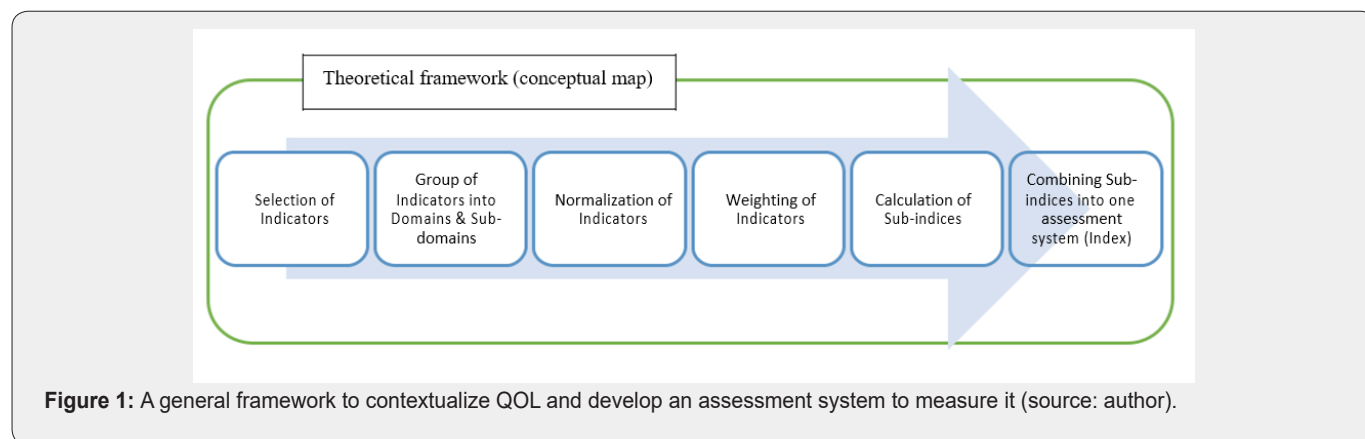 Theoretical framework (conceptual map)
Selection of
Indicators
Group of
Indicators into
Domains & Sub-
domains
Normalization of
Indicators
Weighting of
Indicators
Calculation of
Sub-indices
Combining Sub-
indices into one
assessment
system (Index)
Figure 1: A general framework to contextualize QOL and develop an assessment system to measure it (source: author).